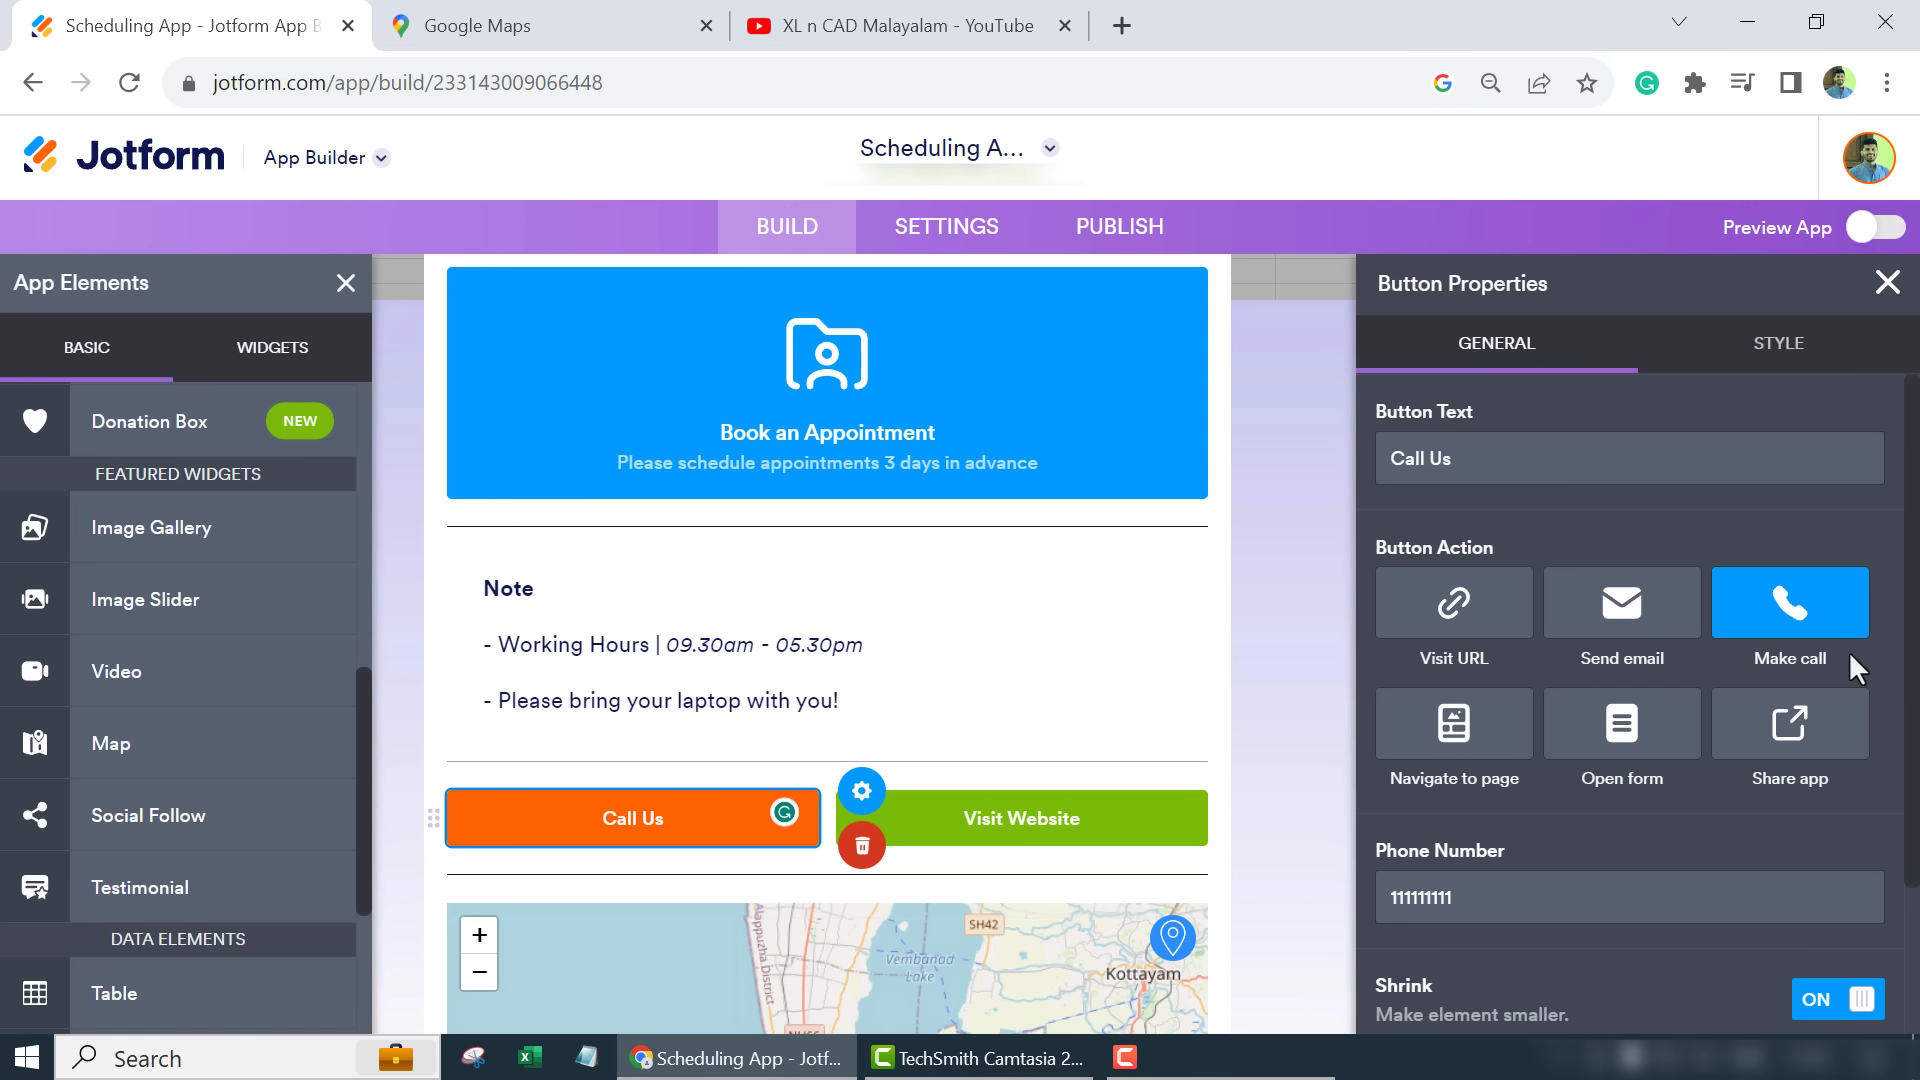 Scheduling App - Jotform App B
Google Maps
XL n CAD Malayalam - YouTube
jotform.com/app/build/233143009066448
Jotform
App Builder
Scheduling A...
BUILD
SETTINGS
PUBLISH
Preview App
App Elements
BASIC
WIDGETS
Donation Box
NEW
FEATURED WIDGETS
Image Gallery
Image Slider
Video
Map
Social Follow
Testimonial
DATA ELEMENTS
Table
Book an Appointment
Please schedule appointments 3 days in advance
Note
- Working Hours | 09.30am - 05.30pm
- Please bring your laptop with you!
Call Us
Visit Website
+
−
Alappuzha District
Vembanad
Lake
SH42
Kottayam
Button Properties
GENERAL
STYLE
Button Text
Call Us
Button Action
Visit URL
Send email
Make call
Navigate to page
Open form
Share app
Phone Number
111111111
Shrink
Make element smaller.
ON
Search
Scheduling App - Jotf...
TechSmith Camtasia 2...